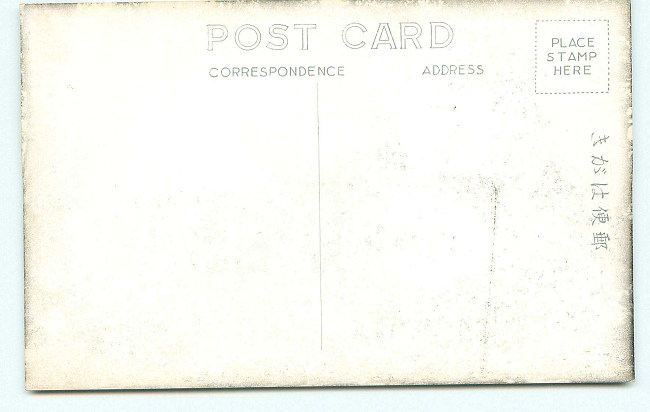 POST CARD
CORRESPONDENCE
ADDRESS
PLACE
STAMP
HERE
きがは便郵